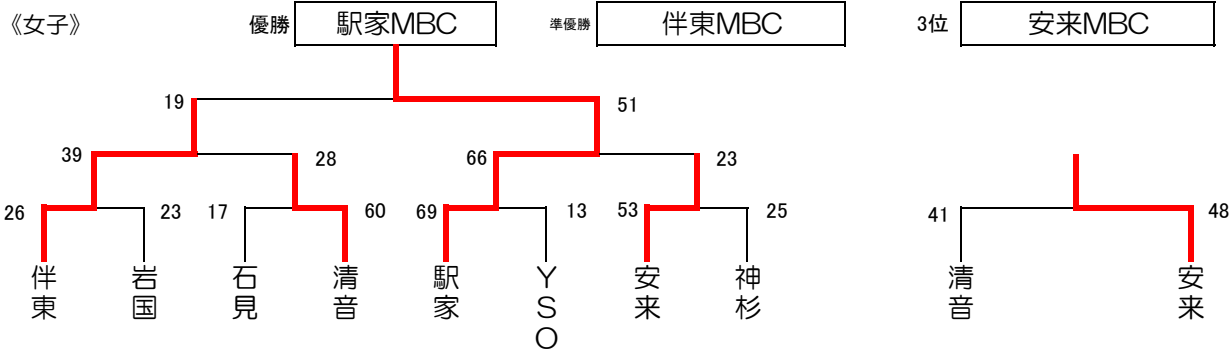 《女子》 優勝 駅家MBC 準優勝 伴東MBC 3位 安来MBC
19 51
39 28 66 23
26 23 17 60 69 13 53 25 41 48
伴東 岩国 石見 清音 駅家 YSO 安来 神杉 清音 安来